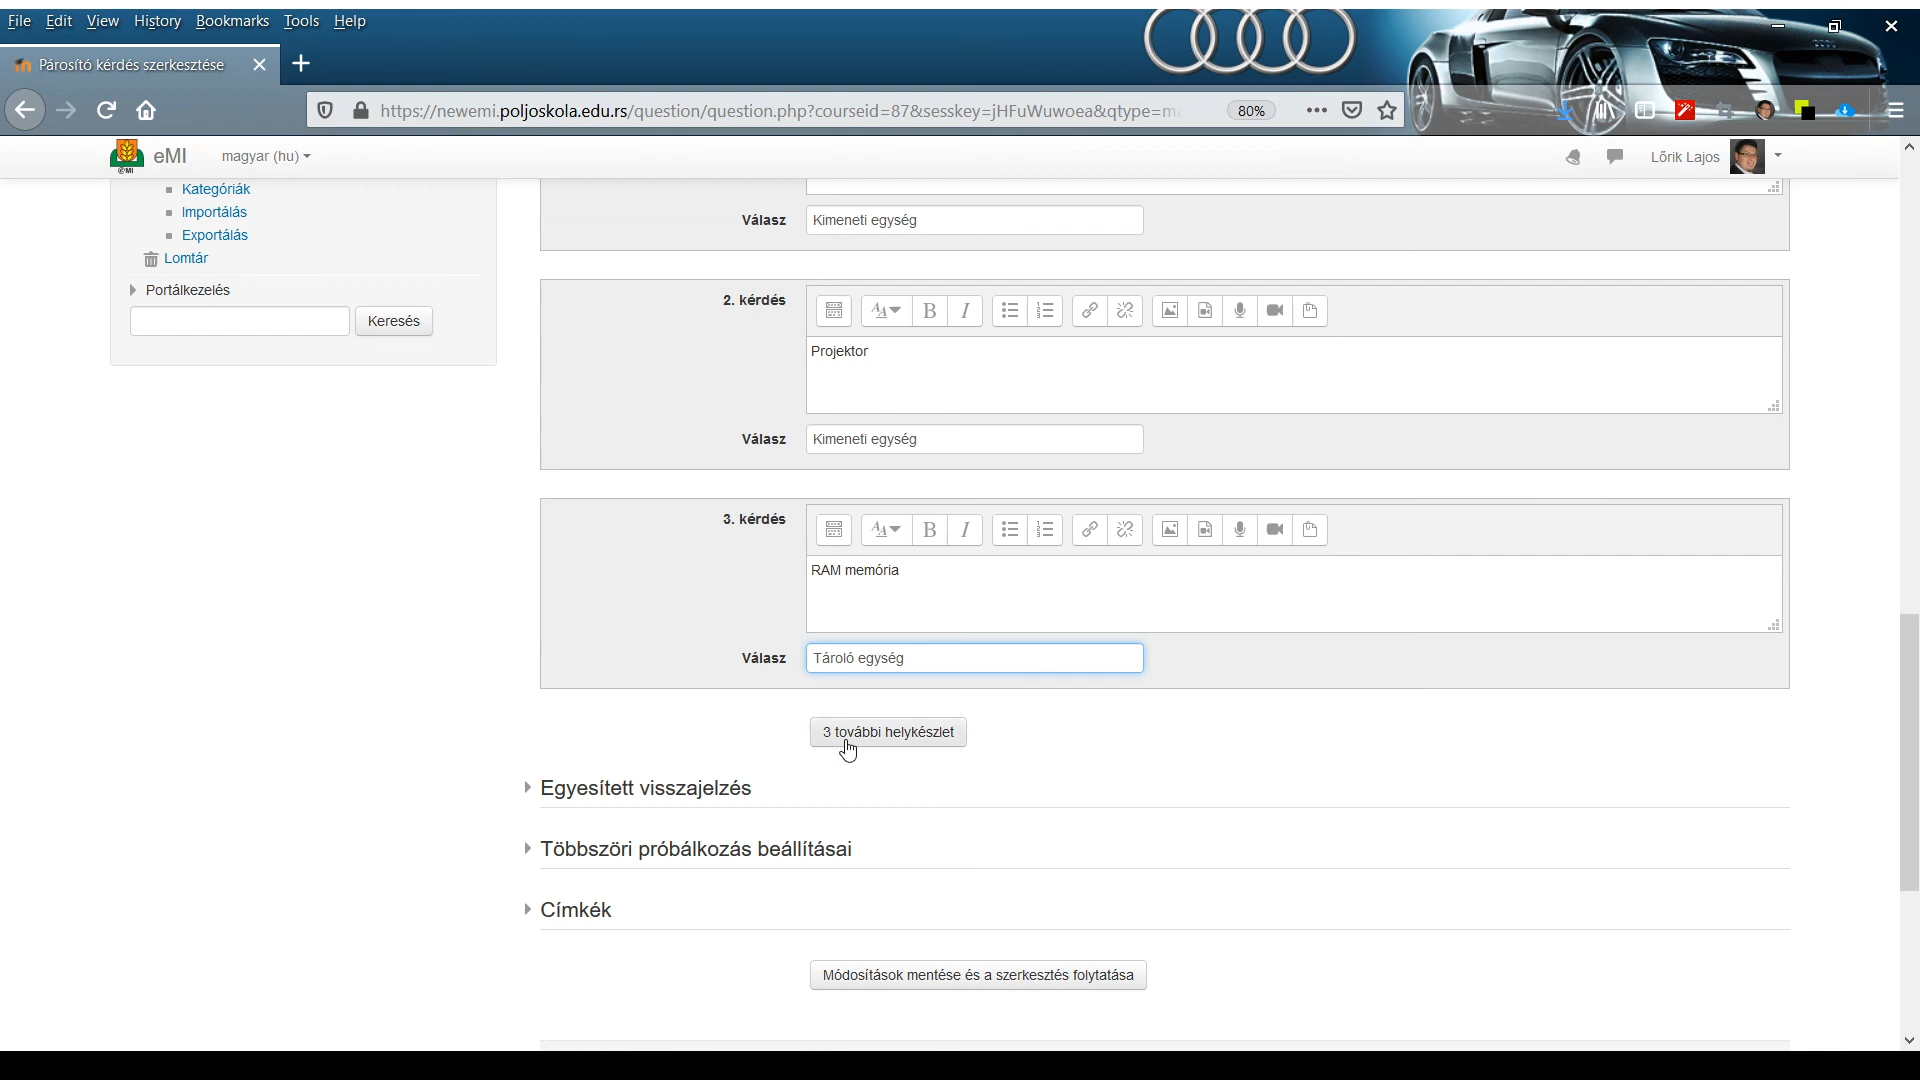 File Edit View History Bookmarks Tools Help
Párosító kérdés szerkesztése
https://newemi.poljoskola.edu.rs/question/question.php?courseid=87&sesskey=jHFuWuwoea&qtype=ma
80%
eMI
magyar (hu)
Lőrik Lajos
Kategóriák
Importálás
Exportálás
Lomtár
Portálkezelés
Keresés
Válasz
Kimeneti egység
2. kérdés
Projektor
Válasz
Kimeneti egység
3. kérdés
RAM memória
Válasz
Tároló egység
3 további helykészlet
Egyesített visszajelzés
Többszöri próbálkozás beállításai
Címkék
Módosítások mentése és a szerkesztés folytatása